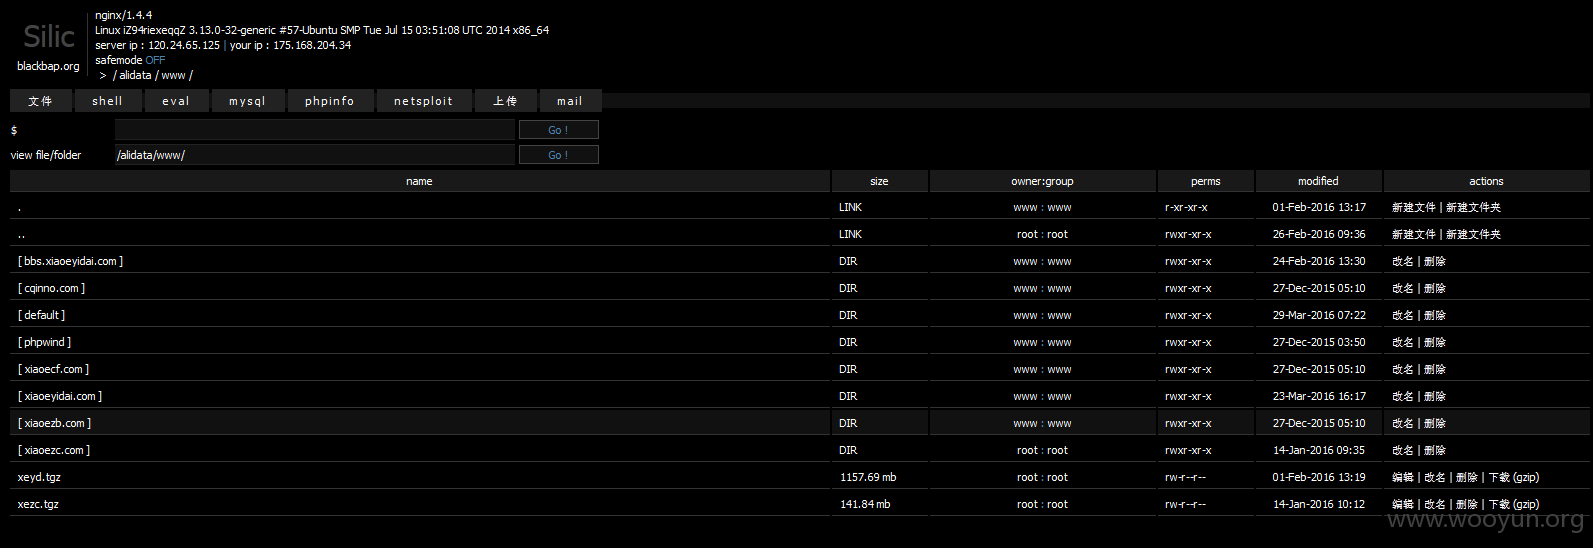 Silic
blackbap.org
nginx/1.4.4
Linux iZ94riexeqqZ 3.13.0-32-generic #57-Ubuntu SMP Tue Jul 15 03:51:08 UTC 2014 x86_64
server ip : 120.24.65.125 | your ip : 175.168.204.34
safemode OFF
> / alidata / www /
文件 shell eval mysql phpinfo netsploit 上传 mail
$ Go !
view file/folder /alidata/www/ Go !
name size owner:group perms modified actions
. LINK www : www r-xr-xr-x 01-Feb-2016 13:17 新建文件 | 新建文件夹
.. LINK root : root rwxr-xr-x 26-Feb-2016 09:36 新建文件 | 新建文件夹
[ bbs.xiaoeyidai.com ] DIR www : www rwxr-xr-x 24-Feb-2016 13:30 改名 | 删除
[ cqinno.com ] DIR www : www rwxr-xr-x 27-Dec-2015 05:10 改名 | 删除
[ default ] DIR www : www rwxr-xr-x 29-Mar-2016 07:22 改名 | 删除
[ phpwind ] DIR www : www rwxr-xr-x 27-Dec-2015 03:50 改名 | 删除
[ xiaoecf.com ] DIR www : www rwxr-xr-x 27-Dec-2015 05:10 改名 | 删除
[ xiaoeyidai.com ] DIR www : www rwxr-xr-x 23-Mar-2016 16:17 改名 | 删除
[ xiaoezb.com ] DIR www : www rwxr-xr-x 27-Dec-2015 05:10 改名 | 删除
[ xiaoezc.com ] DIR root : root rwxr-xr-x 14-Jan-2016 09:35 改名 | 删除
xeyd.tgz 1157.69 mb root : root rw-r--r-- 01-Feb-2016 13:19 编辑 | 改名 | 删除 | 下载 (gzip)
xezc.tgz 141.84 mb root : root rw-r--r-- 14-Jan-2016 10:12 编辑 | 改名 | 删除 | 下载 (gzip)
www.wooyun.org